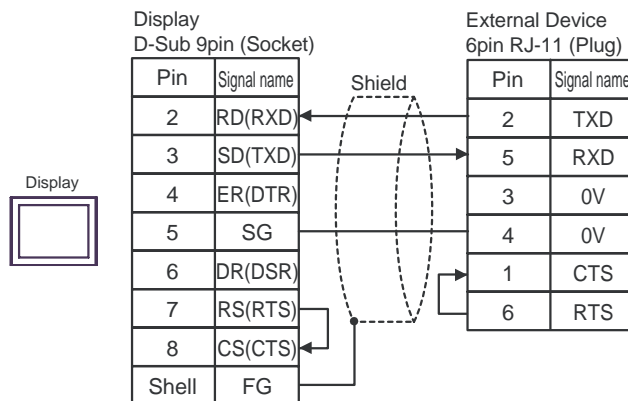 Display
D-Sub 9pin (Socket)
External Device
6pin RJ-11 (Plug)
Pin Signal name
Shield
Pin Signal name
2 RD(RXD)
2 TXD
3 SD(TXD)
5 RXD
Display
4 ER(DTR)
3 0V
5 SG
4 0V
6 DR(DSR)
1 CTS
7 RS(RTS)
6 RTS
8 CS(CTS)
Shell FG